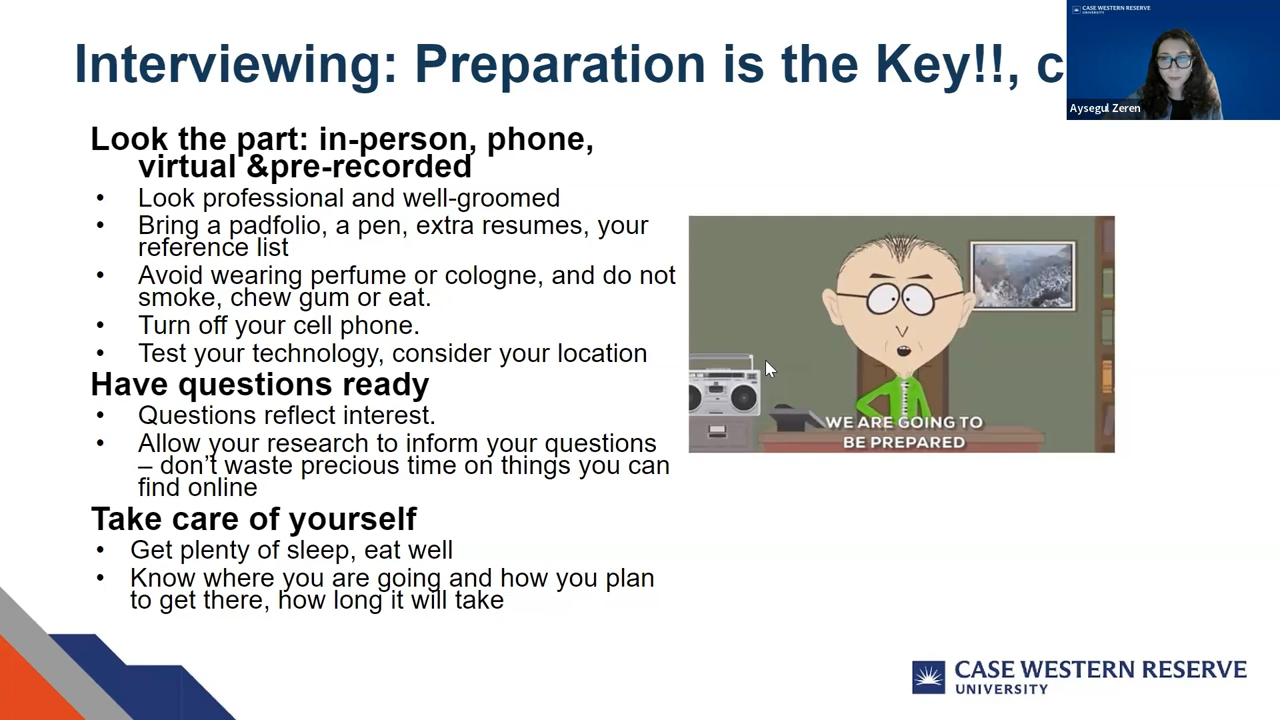 CASE WESTERN RESERVE
UNIVERSITY
Aysegul Zeren
Interviewing: Preparation is the Key!!, c
Look the part: in-person, phone,
virtual &pre-recorded
• Look professional and well-groomed
• Bring a padfolio, a pen, extra resumes, your
reference list
• Avoid wearing perfume or cologne, and do not
smoke, chew gum or eat.
• Turn off your cell phone.
• Test your technology, consider your location
Have questions ready
• Questions reflect interest.
• Allow your research to inform your questions
– don’t waste precious time on things you can
find online
Take care of yourself
• Get plenty of sleep, eat well
• Know where you are going and how you plan
to get there, how long it will take
WE ARE GOING TO
BE PREPARED
CASE WESTERN RESERVE
UNIVERSITY